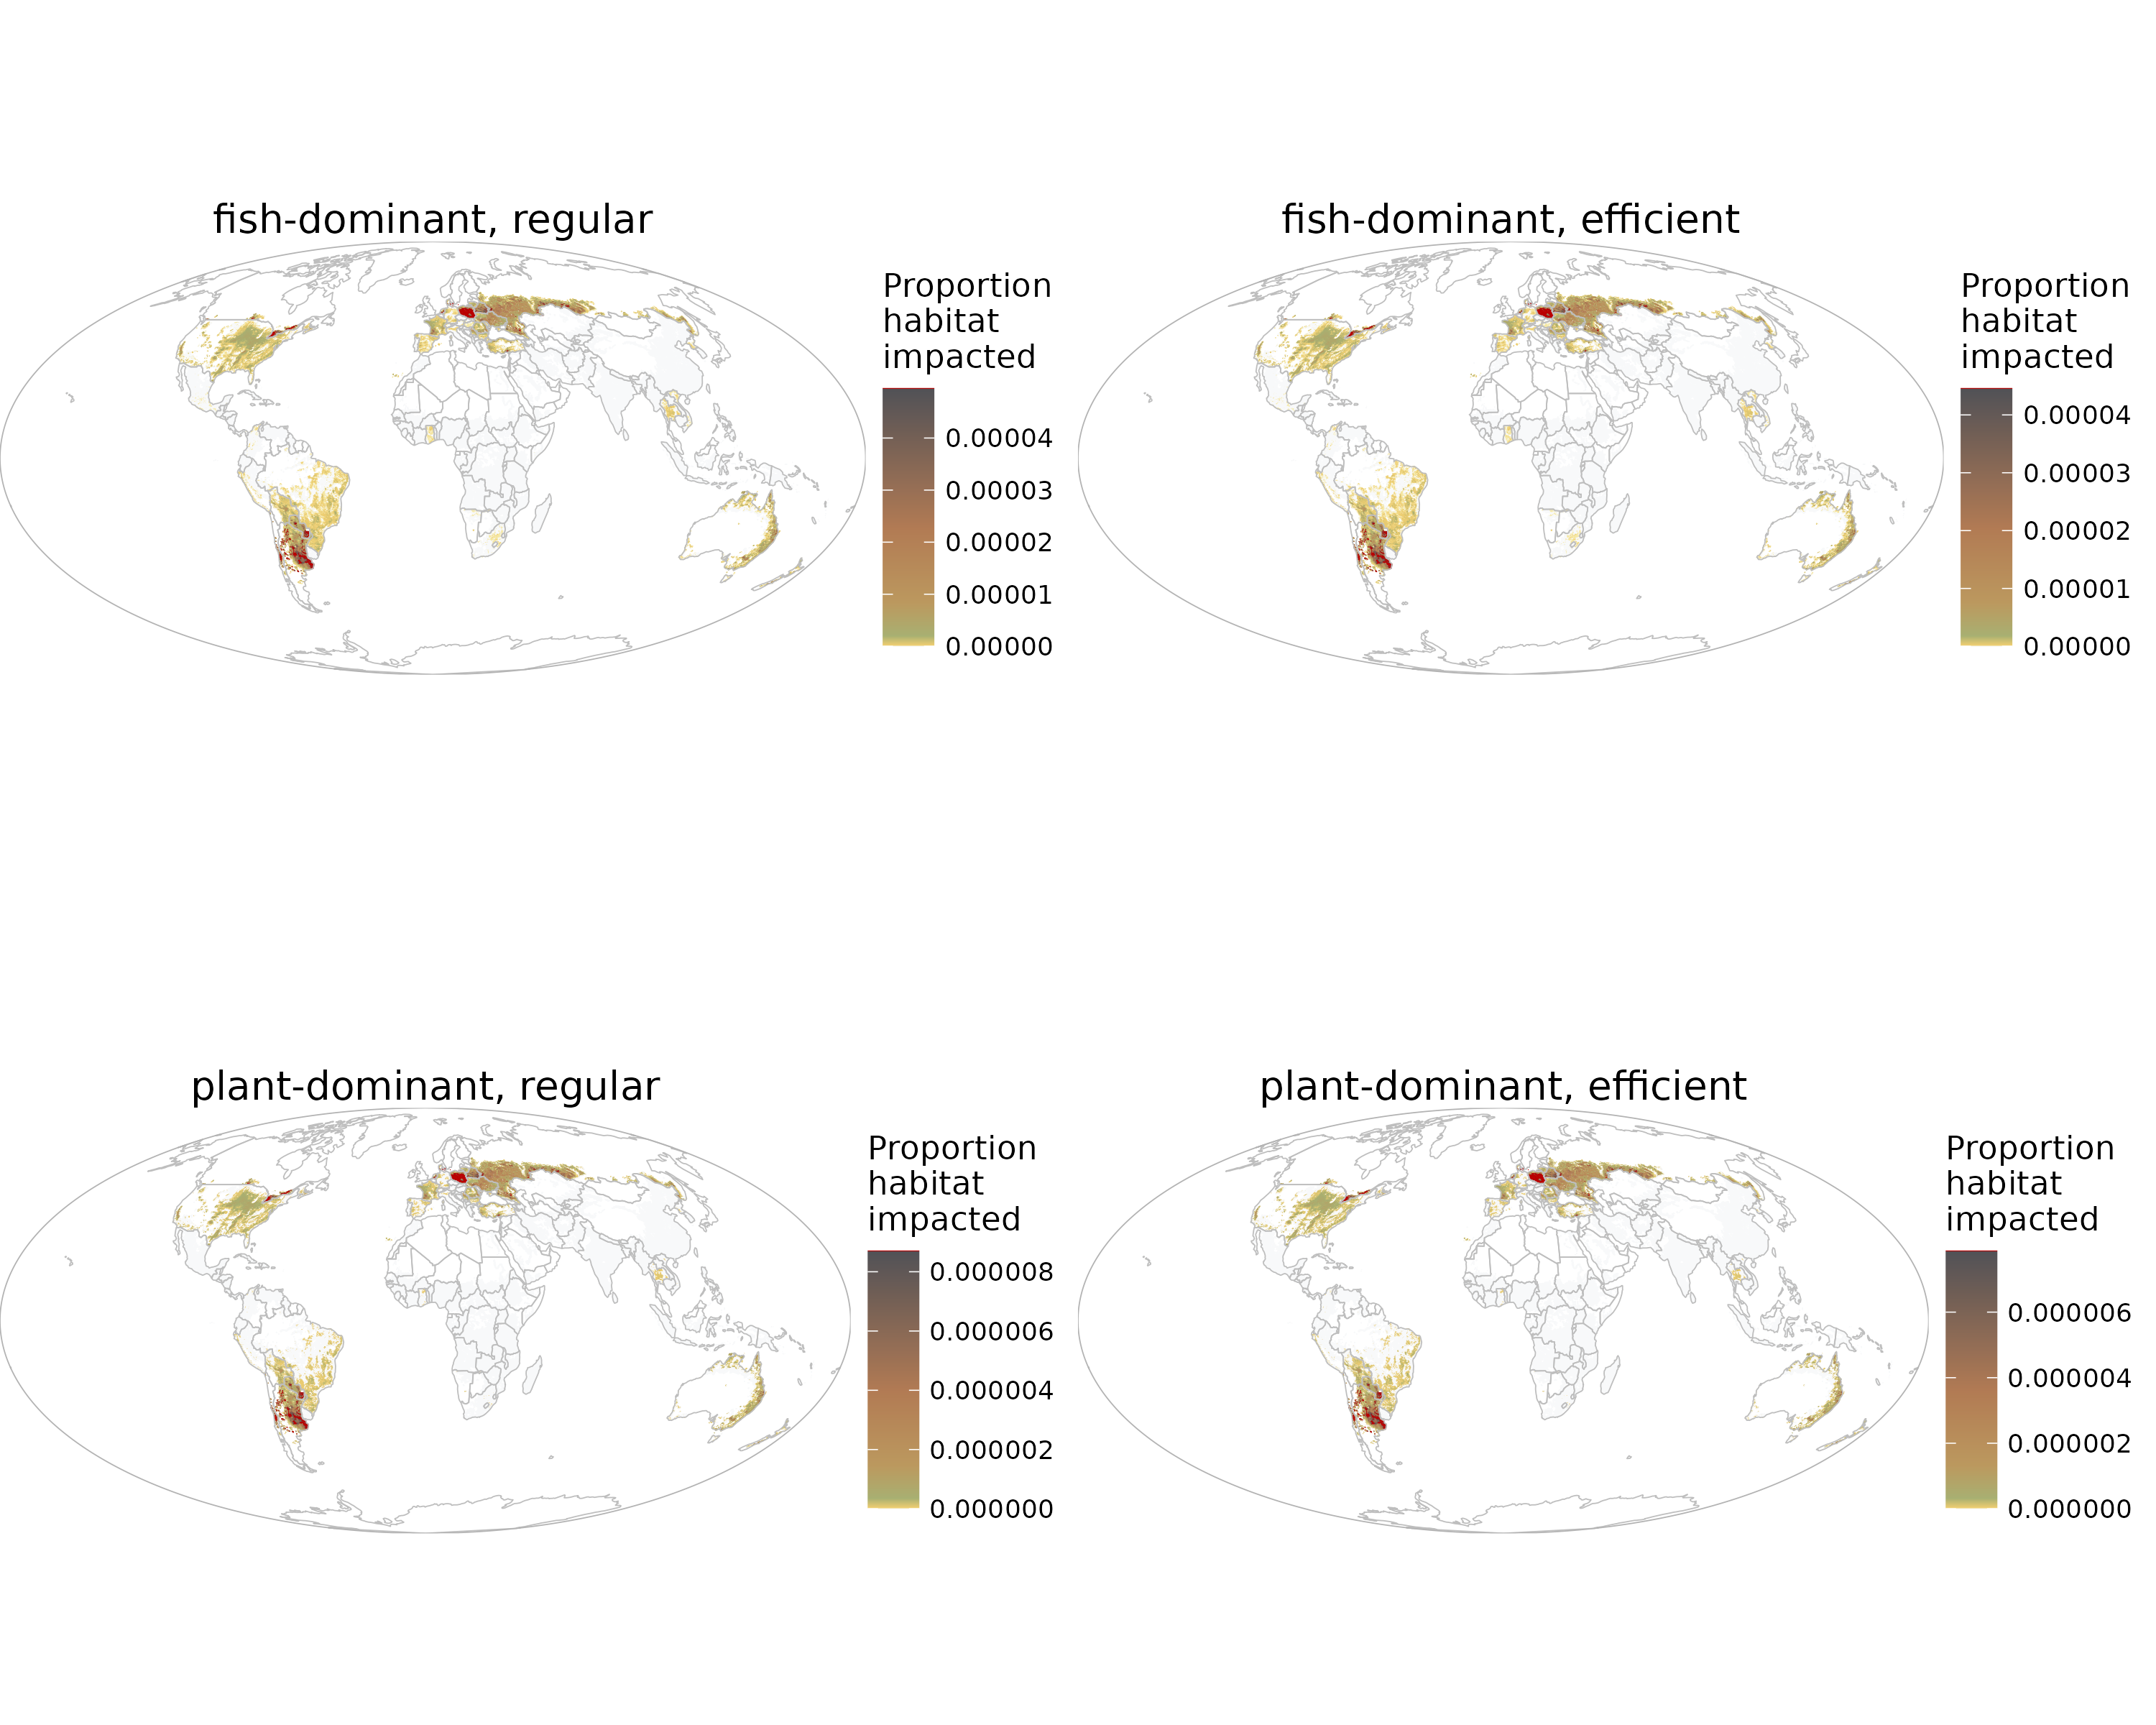 fish-dominant, regular
Proportion
habitat
impacted
0.00004
0.00003
0.00002
0.00001
0.00000
fish-dominant, efficient
Proportion
habitat
impacted
0.00004
0.00003
0.00002
0.00001
0.00000
plant-dominant, regular
Proportion
habitat
impacted
0.000008
0.000006
0.000004
0.000002
0.000000
plant-dominant, efficient
Proportion
habitat
impacted
0.000006
0.000004
0.000002
0.000000